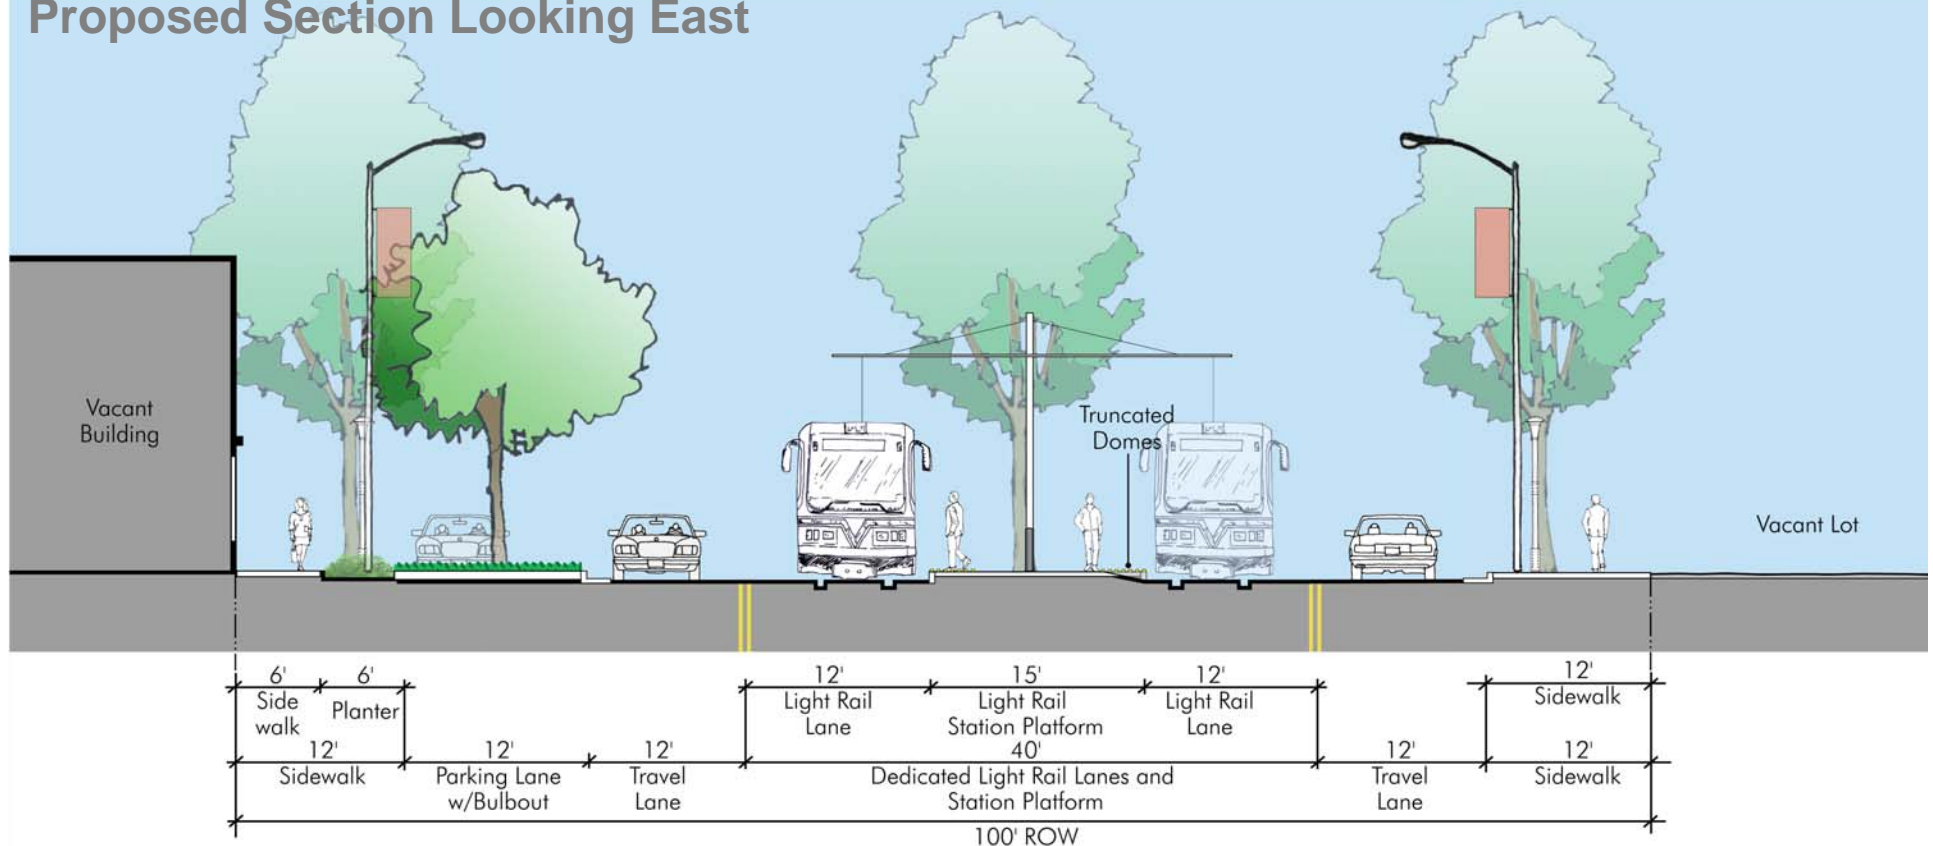 Proposed Section Looking East
Vacant
Building
Truncated
Domes
Vacant Lot
6'
6'
12'
15'
12'
12'
Side
walk
Planter
Light Rail
Lane
Light Rail
Station Platform
Light Rail
Lane
Sidewalk
12'
12'
12'
40'
12'
12'
Sidewalk
Parking Lane
w/Bulbout
Travel
Lane
Dedicated Light Rail Lanes and
Station Platform
Travel
Lane
Sidewalk
100' ROW